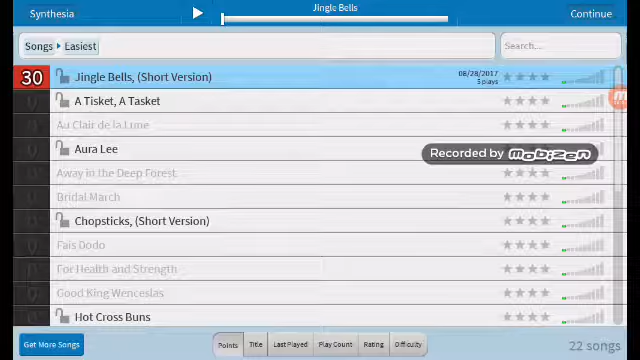 Synthesia
Jingle Bells
Continue
Songs ▸ Easiest
Search...
30 Jingle Bells, (Short Version) 08/28/2017 5 plays
A Tisket, A Tasket
Au Clair de la Lune
Aura Lee
Recorded by mobizen
Away in the Deep Forest
Bridal March
Chopsticks, (Short Version)
Fais Dodo
For Health and Strength
Good King Wenceslas
Hot Cross Buns
Get More Songs
Points Title Last Played Play Count Rating Difficulty
22 songs